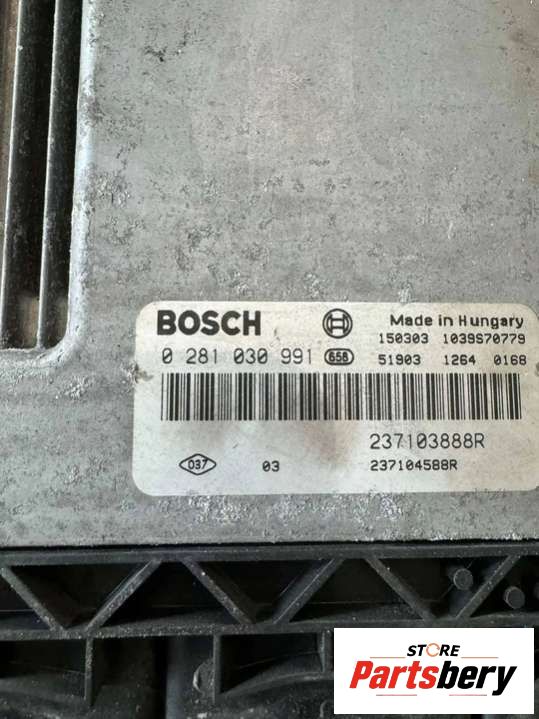 BOSCH
Made in Hungary
150303 1039S70779
0 281 030 991 658
51903 1264 0168
237103888R
037 03 237104588R
STORE
Partsbery